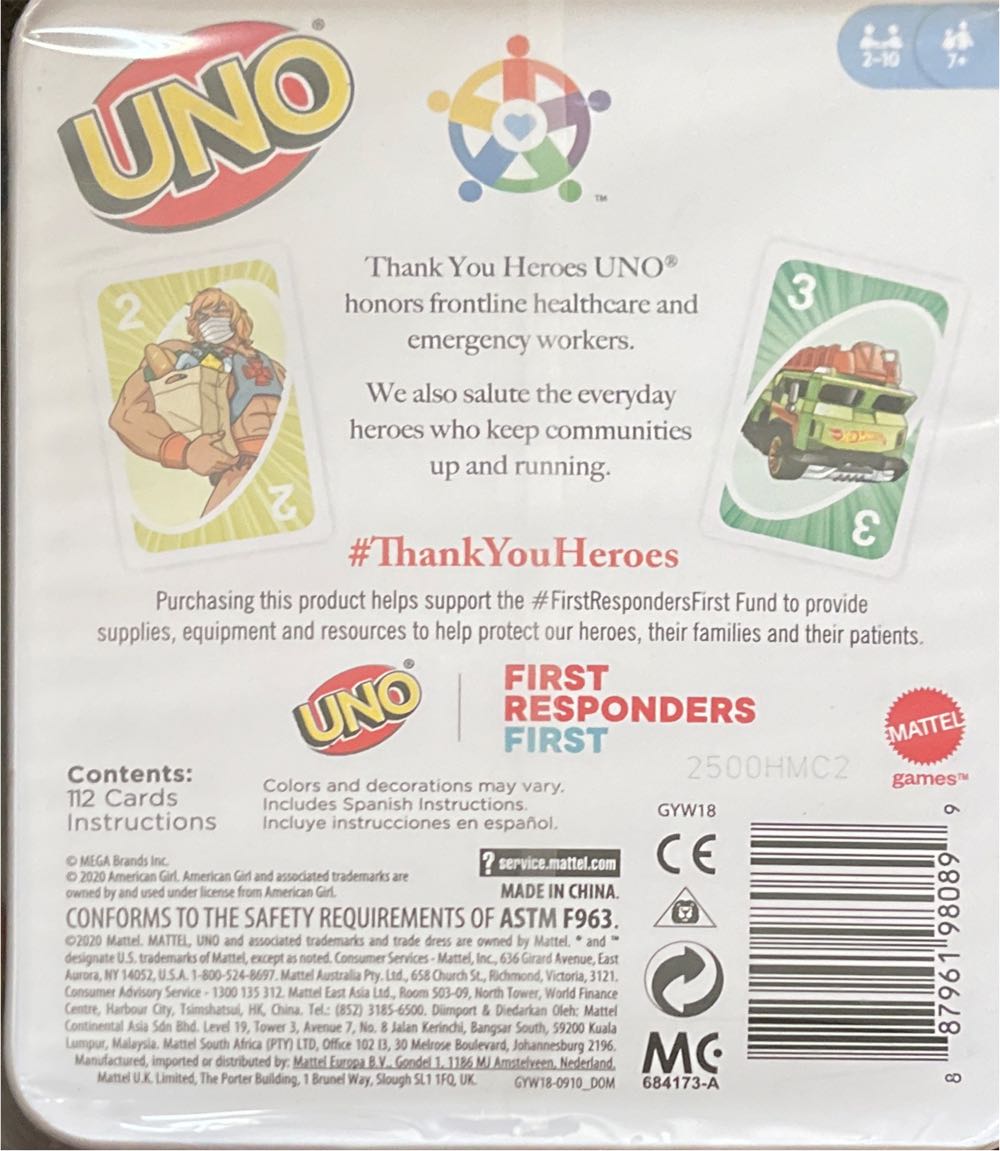 UNO®
2-10
7+
TM
2
2
3
3
Thank You Heroes UNO®
honors frontline healthcare and
emergency workers.
We also salute the everyday
heroes who keep communities
up and running.
#ThankYouHeroes
Purchasing this product helps support the #FirstRespondersFirst Fund to provide
supplies, equipment and resources to help protect our heroes, their families and their patients.
UNO®
FIRST
RESPONDERS
FIRST
MATTEL
games™
2500HMC2
Contents:
112 Cards
Instructions
Colors and decorations may vary.
Includes Spanish Instructions.
Incluye instrucciones en español.
GYW18
CE
© MEGA Brands Inc.
© 2020 American Girl. American Girl and associated trademarks are
owned by and used under license from American Girl.
? service.mattel.com
MADE IN CHINA.
CONFORMS TO THE SAFETY REQUIREMENTS OF ASTM F963.
©2020 Mattel. MATTEL, UNO and associated trademarks and trade dress are owned by Mattel. ® and ™
designate U.S. trademarks of Mattel, except as noted. Consumer Services - Mattel, Inc., 636 Girard Avenue, East
Aurora, NY 14052, U.S.A. 1-800-524-8697. Mattel Australia Pty. Ltd., 658 Church St., Richmond, Victoria, 3121.
Consumer Advisory Service - 1300 135 312. Mattel East Asia Ltd., Room 503-09, North Tower, World Finance
Centre, Harbour City, Tsimshatsui, HK, China. Tel.: (852) 3185-6500. Diimport & Diedarkan Oleh: Mattel
Continental Asia Sdn Bhd. Level 19, Tower 3, Avenue 7, No. 8 Jalan Kerinchi, Bangsar South, 59200 Kuala
Lumpur, Malaysia. Mattel South Africa (PTY) LTD, Office 102 I3, 30 Melrose Boulevard, Johannesburg 2196.
Manufactured, imported or distributed by: Mattel Europa B.V., Gondel 1, 1186 MJ Amstelveen, Nederland.
Mattel U.K. Limited, The Porter Building, 1 Brunel Way, Slough SL1 1FQ, UK.
GYW18-0910_DOM
MC
684173-A
8 87961 98089 9